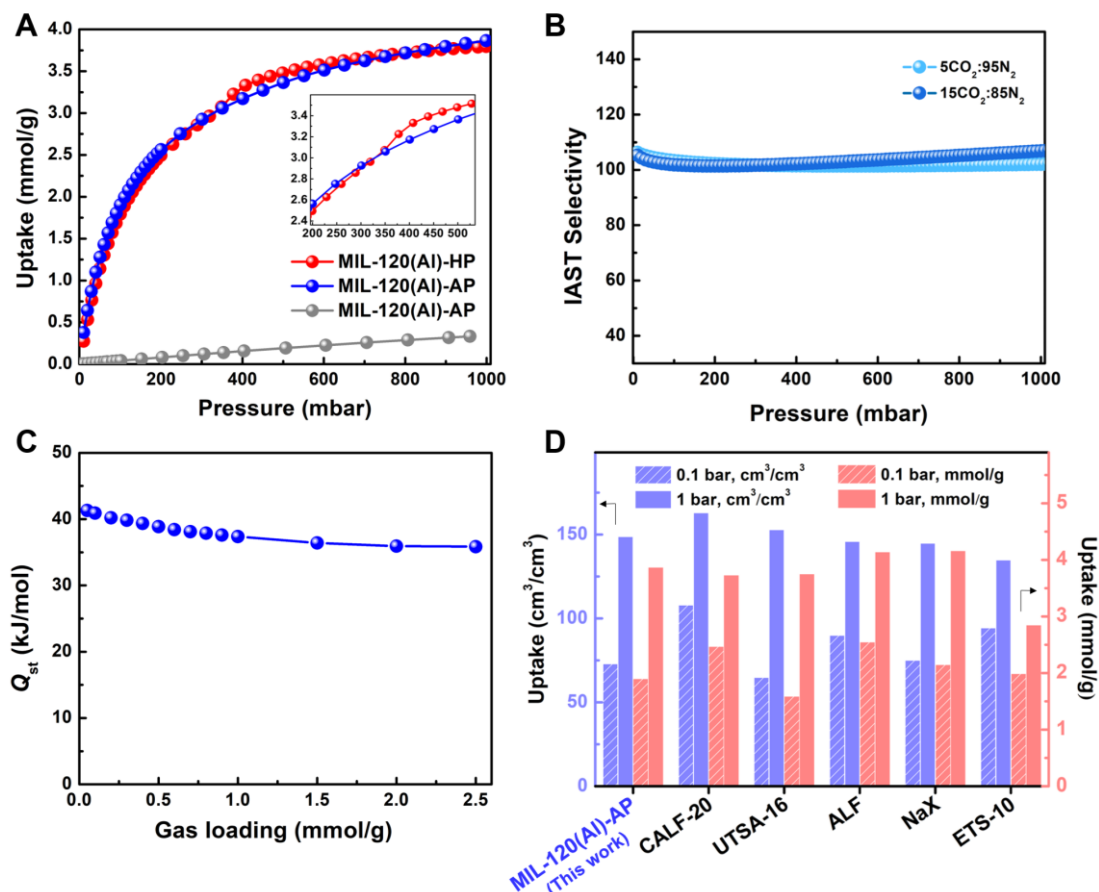 A
4.0
3.5
3.0
2.5
2.0
1.5
1.0
0.5
0.0
Uptake (mmol/g)
0
200
400
600
800
1000
Pressure (mbar)
3.4
3.2
3.0
2.8
2.6
2.4
200 250 300 350 400 450 500
MIL-120(Al)-HP
MIL-120(Al)-AP
MIL-120(Al)-AP
B
140
120
100
80
60
40
IAST Selectivity
5CO₂:95N₂
15CO₂:85N₂
0
200
400
600
800
1000
Pressure (mbar)
C
50
40
30
20
10
0
Qst (kJ/mol)
0.0
0.5
1.0
1.5
2.0
2.5
Gas loading (mmol/g)
D
0.1 bar, cm³/cm³
1 bar, cm³/cm³
0.1 bar, mmol/g
1 bar, mmol/g
150
100
50
0
Uptake (cm³/cm³)
5
4
3
2
1
0
Uptake (mmol/g)
MIL-120(Al)-AP
(This work)
CALF-20
UTSA-16
ALF
NaX
ETS-10